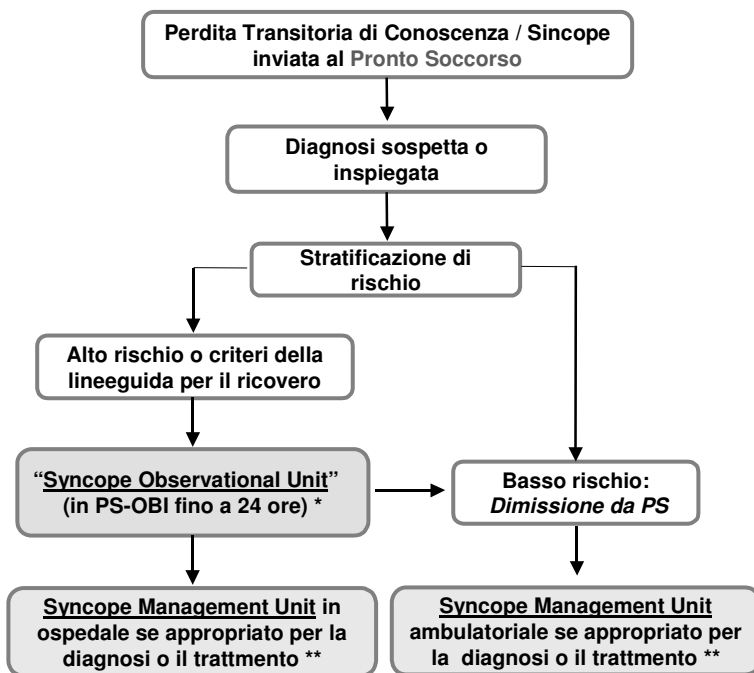 Perdita Transitoria di Conoscenza / Sincope
inviata al Pronto Soccorso
Diagnosi sospetta o
inspiegata
Stratificazione di
rischio
Alto rischio o criteri della
lineeguida per il ricovero
“Syncope Observational Unit”
(in PS-OBI fino a 24 ore) *
Basso rischio:
Dimissione da PS
Syncope Management Unit in
ospedale se appropriato per la
diagnosi o il trattmento **
Syncope Management Unit
ambulatoriale se appropriato per
la diagnosi o il trattmento **